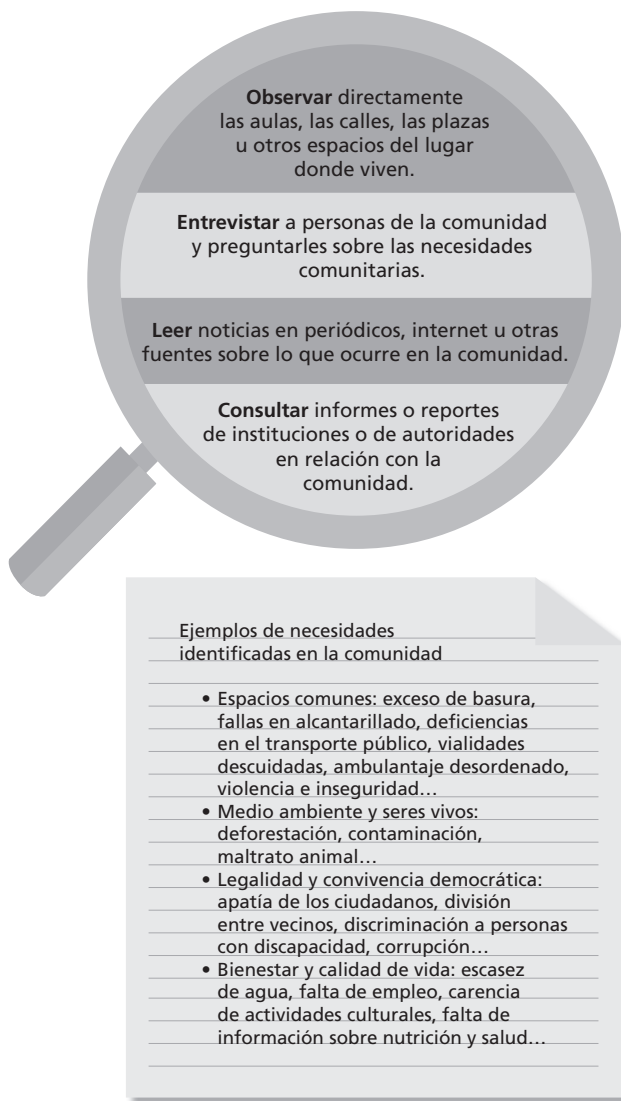 Observar directamente
las aulas, las calles, las plazas
u otros espacios del lugar
donde viven.
Entrevistar a personas de la comunidad
y preguntarles sobre las necesidades
comunitarias.
Leer noticias en periódicos, internet u otras
fuentes sobre lo que ocurre en la comunidad.
Consultar informes o reportes
de instituciones o de autoridades
en relación con la
comunidad.
Ejemplos de necesidades
identificadas en la comunidad
• Espacios comunes: exceso de basura,
fallas en alcantarillado, deficiencias
en el transporte público, vialidades
descuidadas, ambulantaje desordenado,
violencia e inseguridad…
• Medio ambiente y seres vivos:
deforestación, contaminación,
maltrato animal…
• Legalidad y convivencia democrática:
apatía de los ciudadanos, división
entre vecinos, discriminación a personas
con discapacidad, corrupción…
• Bienestar y calidad de vida: escasez
de agua, falta de empleo, carencia
de actividades culturales, falta de
información sobre nutrición y salud…